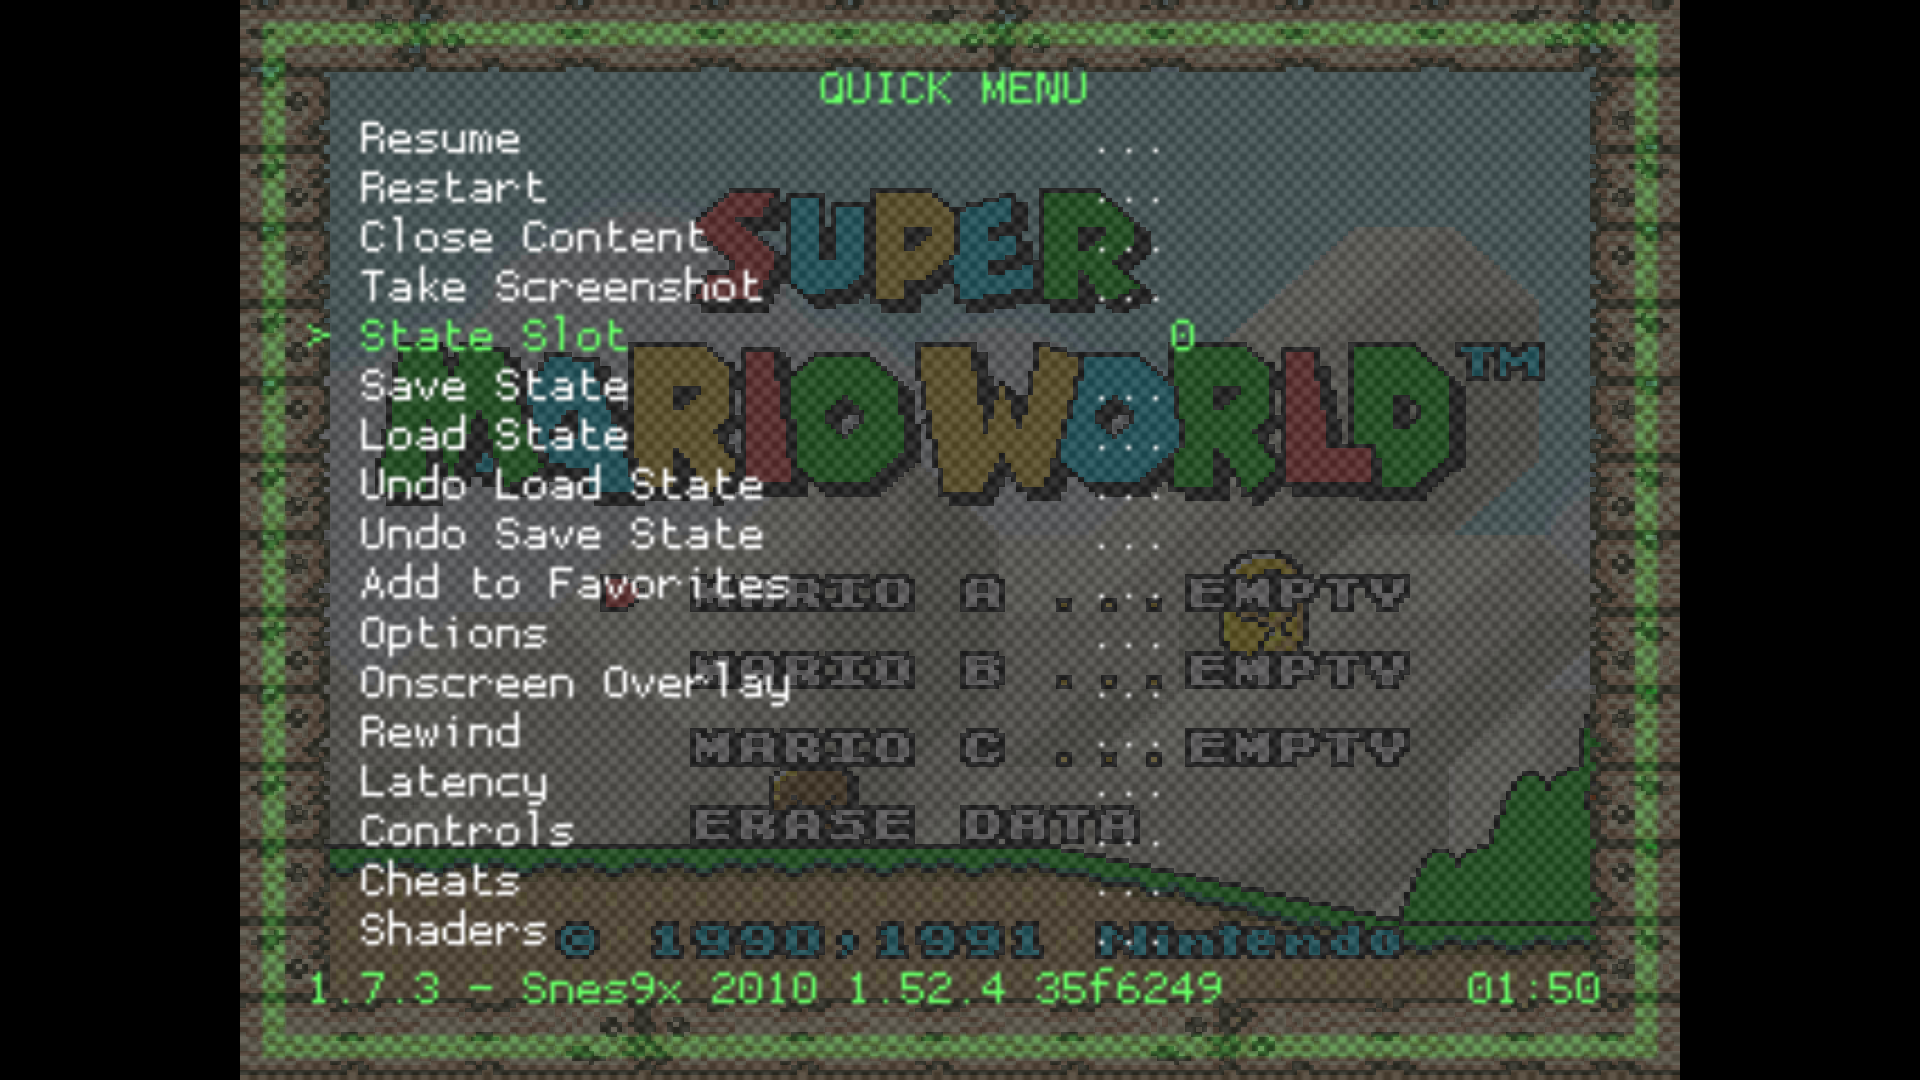 QUICK MENU
Resume ...
Restart ...
Close Content ...
Take Screenshot ...
> State Slot 0
Save State ...
Load State ...
Undo Load State ...
Undo Save State ...
Add to Favorites ...
Options ...
Onscreen Overlay ...
Rewind ...
Latency ...
Controls ...
Cheats ...
Shaders ...
1.7.3 - Snes9x 2010 1.52.4 35f6249 01:50
SUPER
MARIO WORLD™
MARIO A ... EMPTY
MARIO B ... EMPTY
MARIO C ... EMPTY
ERASE DATA
© 1990,1991 Nintendo